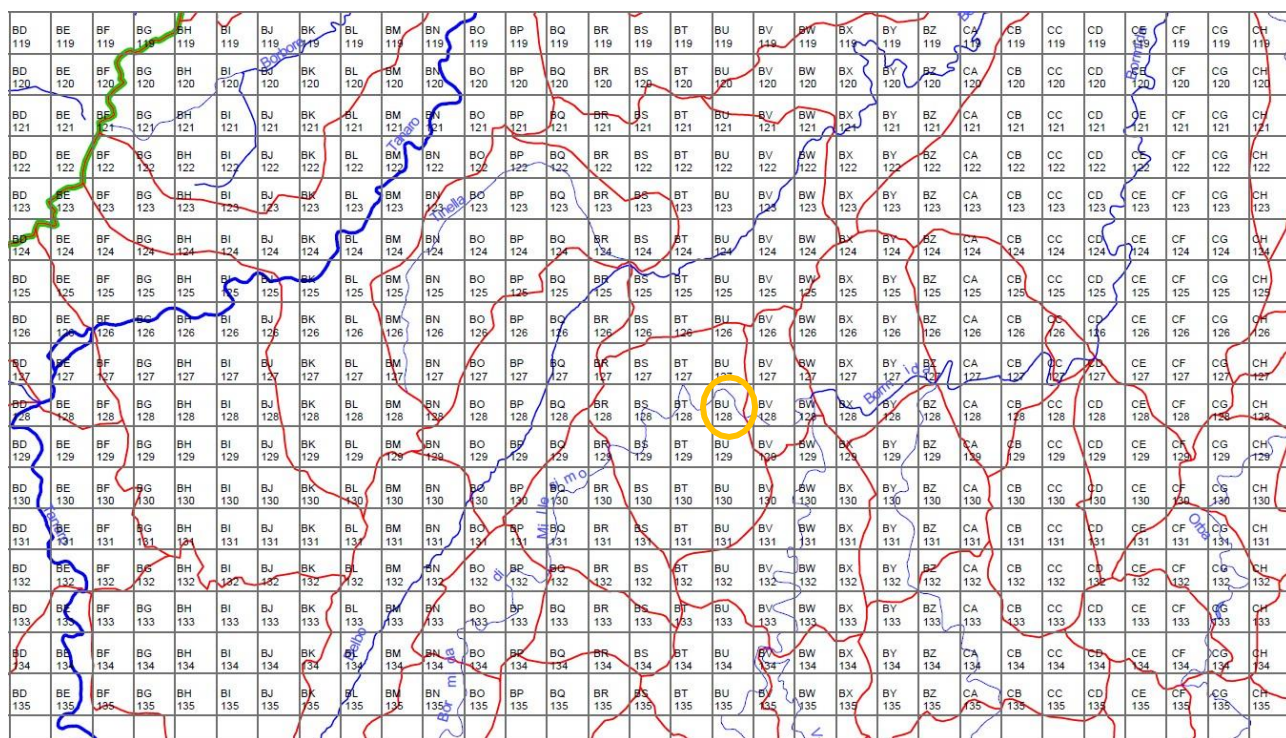 BD BE BF BG BH BI BJ BK BL BM BN BO BP BQ BR BS BT BU BV BW BX BY BZ CA CB CC CD CE CF CG CH
119 119 119 119 119 119 119 119 119 119 119 119 119 119 119 119 119 119 119 119 119 119 119 119 119 119 119 119 119 119 119
Borbore
Bormida
BD BE BF BG BH BI BJ BK BL BM BN BO BP BQ BR BS BT BU BV BW BX BY BZ CA CB CC CD CE CF CG CH
120 120 120 120 120 120 120 120 120 120 120 120 120 120 120 120 120 120 120 120 120 120 120 120 120 120 120 120 120 120 120
BD BE BF BG BH BI BJ BK BL BM BN BO BP BQ BR BS BT BU BV BW BX BY BZ CA CB CC CD CE CF CG CH
121 121 121 121 121 121 121 121 121 121 121 121 121 121 121 121 121 121 121 121 121 121 121 121 121 121 121 121 121 121 121
Tanaro
BD BE BF BG BH BI BJ BK BL BM BN BO BP BQ BR BS BT BU BV BW BX BY BZ CA CB CC CD CE CF CG CH
122 122 122 122 122 122 122 122 122 122 122 122 122 122 122 122 122 122 122 122 122 122 122 122 122 122 122 122 122 122 122
BD BE BF BG BH BI BJ BK BL BM BN BO BP BQ BR BS BT BU BV BW BX BY BZ CA CB CC CD CE CF CG CH
123 123 123 123 123 123 123 123 123 123 123 123 123 123 123 123 123 123 123 123 123 123 123 123 123 123 123 123 123 123 123
Tinella
BD BE BF BG BH BI BJ BK BL BM BN BO BP BQ BR BS BT BU BV BW BX BY BZ CA CB CC CD CE CF CG CH
124 124 124 124 124 124 124 124 124 124 124 124 124 124 124 124 124 124 124 124 124 124 124 124 124 124 124 124 124 124 124
BD BE BF BG BH BI BJ BK BL BM BN BO BP BQ BR BS BT BU BV BW BX BY BZ CA CB CC CD CE CF CG CH
125 125 125 125 125 125 125 125 125 125 125 125 125 125 125 125 125 125 125 125 125 125 125 125 125 125 125 125 125 125 125
BD BE BF BG BH BI BJ BK BL BM BN BO BP BQ BR BS BT BU BV BW BX BY BZ CA CB CC CD CE CF CG CH
126 126 126 126 126 126 126 126 126 126 126 126 126 126 126 126 126 126 126 126 126 126 126 126 126 126 126 126 126 126 126
BD BE BF BG BH BI BJ BK BL BM BN BO BP BQ BR BS BT BU BV BW BX BY BZ CA CB CC CD CE CF CG CH
127 127 127 127 127 127 127 127 127 127 127 127 127 127 127 127 127 127 127 127 127 127 127 127 127 127 127 127 127 127 127
Bormida
BD BE BF BG BH BI BJ BK BL BM BN BO BP BQ BR BS BT BU BV BW BX BY BZ CA CB CC CD CE CF CG CH
128 128 128 128 128 128 128 128 128 128 128 128 128 128 128 128 128 128 128 128 128 128 128 128 128 128 128 128 128 128 128
BD BE BF BG BH BI BJ BK BL BM BN BO BP BQ BR BS BT BU BV BW BX BY BZ CA CB CC CD CE CF CG CH
129 129 129 129 129 129 129 129 129 129 129 129 129 129 129 129 129 129 129 129 129 129 129 129 129 129 129 129 129 129 129
BD BE BF BG BH BI BJ BK BL BM BN BO BP BQ BR BS BT BU BV BW BX BY BZ CA CB CC CD CE CF CG CH
130 130 130 130 130 130 130 130 130 130 130 130 130 130 130 130 130 130 130 130 130 130 130 130 130 130 130 130 130 130 130
Tanaro
Orba
BD BE BF BG BH BI BJ BK BL BM BN BO BP BQ BR BS BT BU BV BW BX BY BZ CA CB CC CD CE CF CG CH
131 131 131 131 131 131 131 131 131 131 131 131 131 131 131 131 131 131 131 131 131 131 131 131 131 131 131 131 131 131 131
BD BE BF BG BH BI BJ BK BL BM BN BO BP BQ BR BS BT BU BV BW BX BY BZ CA CB CC CD CE CF CG CH
132 132 132 132 132 132 132 132 132 132 132 132 132 132 132 132 132 132 132 132 132 132 132 132 132 132 132 132 132 132 132
BD BE BF BG BH BI BJ BK BL BM BN BO BP BQ BR BS BT BU BV BW BX BY BZ CA CB CC CD CE CF CG CH
133 133 133 133 133 133 133 133 133 133 133 133 133 133 133 133 133 133 133 133 133 133 133 133 133 133 133 133 133 133 133
Belbo
Bormida di Millesimo
BD BE BF BG BH BI BJ BK BL BM BN BO BP BQ BR BS BT BU BV BW BX BY BZ CA CB CC CD CE CF CG CH
134 134 134 134 134 134 134 134 134 134 134 134 134 134 134 134 134 134 134 134 134 134 134 134 134 134 134 134 134 134 134
BD BE BF BG BH BI BJ BK BL BM BN BO BP BQ BR BS BT BU BV BW BX BY BZ CA CB CC CD CE CF CG CH
135 135 135 135 135 135 135 135 135 135 135 135 135 135 135 135 135 135 135 135 135 135 135 135 135 135 135 135 135 135 135